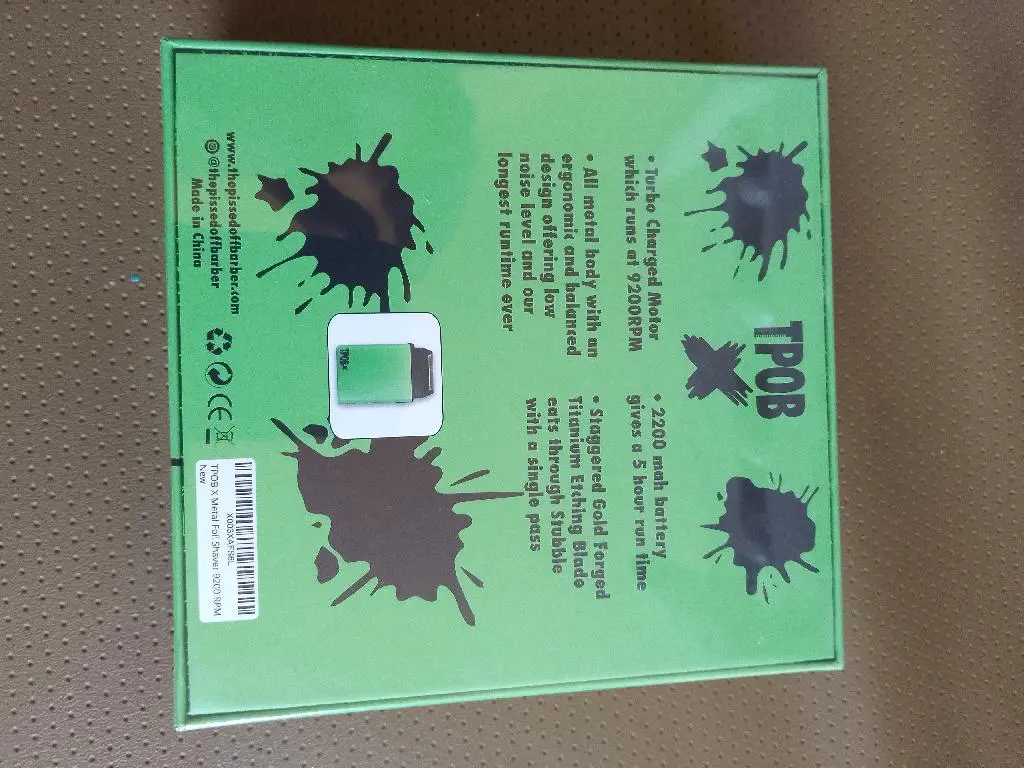 TPOB
X
• Turbo Charged Motor
which runs at 9200RPM
• All metal body with an
ergonomic and balanced
design offering low
noise level and our
longest runtime ever
• 2200 mah battery
gives a 5 hour run time
• Staggered Gold Forged
Titanium Etching Blade
eats through Stubble
with a single pass
TPOB X
www.thepissedoffbarber.com
@thepissedoffbarber
Made in China
CE
X003XAFS6L
TPOB X Metal Foil Shaver 9200 RPM
New